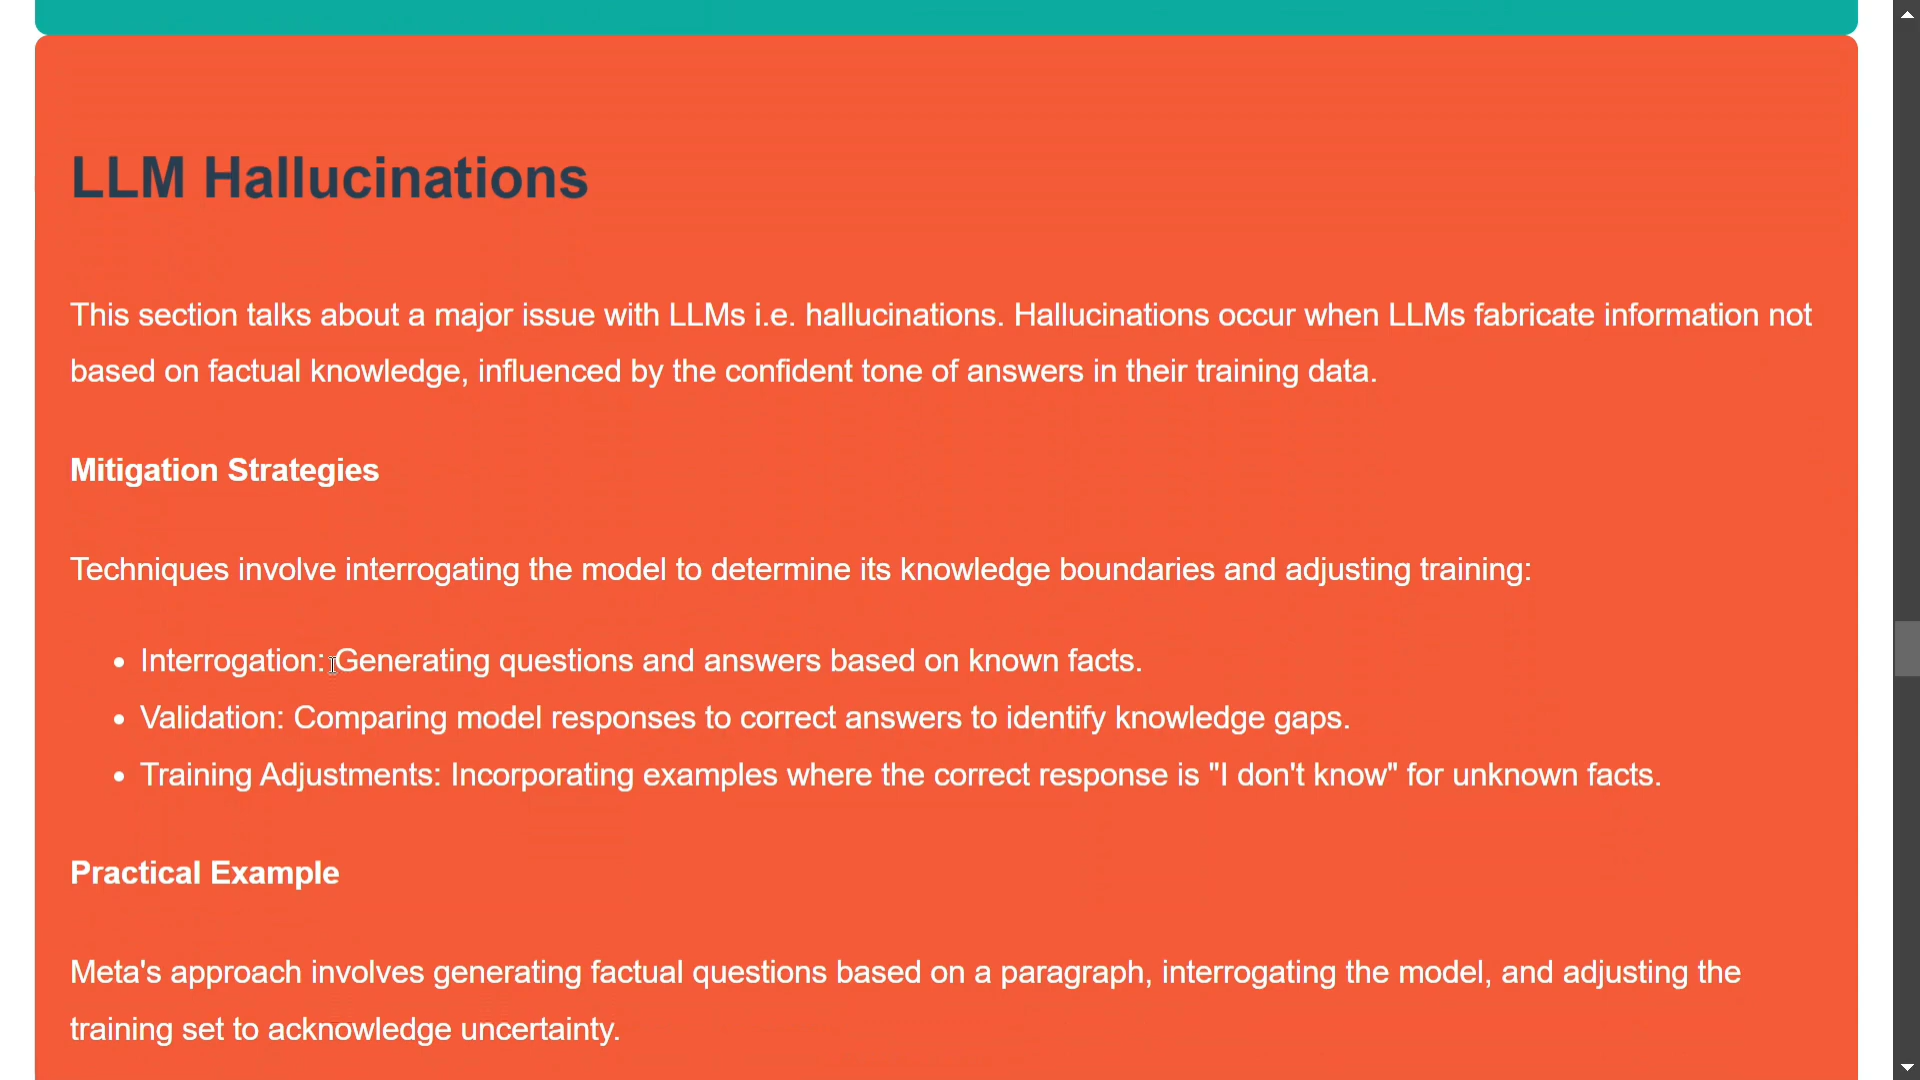 LLM Hallucinations
This section talks about a major issue with LLMs i.e. hallucinations. Hallucinations occur when LLMs fabricate information not
based on factual knowledge, influenced by the confident tone of answers in their training data.
Mitigation Strategies
Techniques involve interrogating the model to determine its knowledge boundaries and adjusting training:
• Interrogation: Generating questions and answers based on known facts.
• Validation: Comparing model responses to correct answers to identify knowledge gaps.
• Training Adjustments: Incorporating examples where the correct response is "I don't know" for unknown facts.
Practical Example
Meta's approach involves generating factual questions based on a paragraph, interrogating the model, and adjusting the
training set to acknowledge uncertainty.